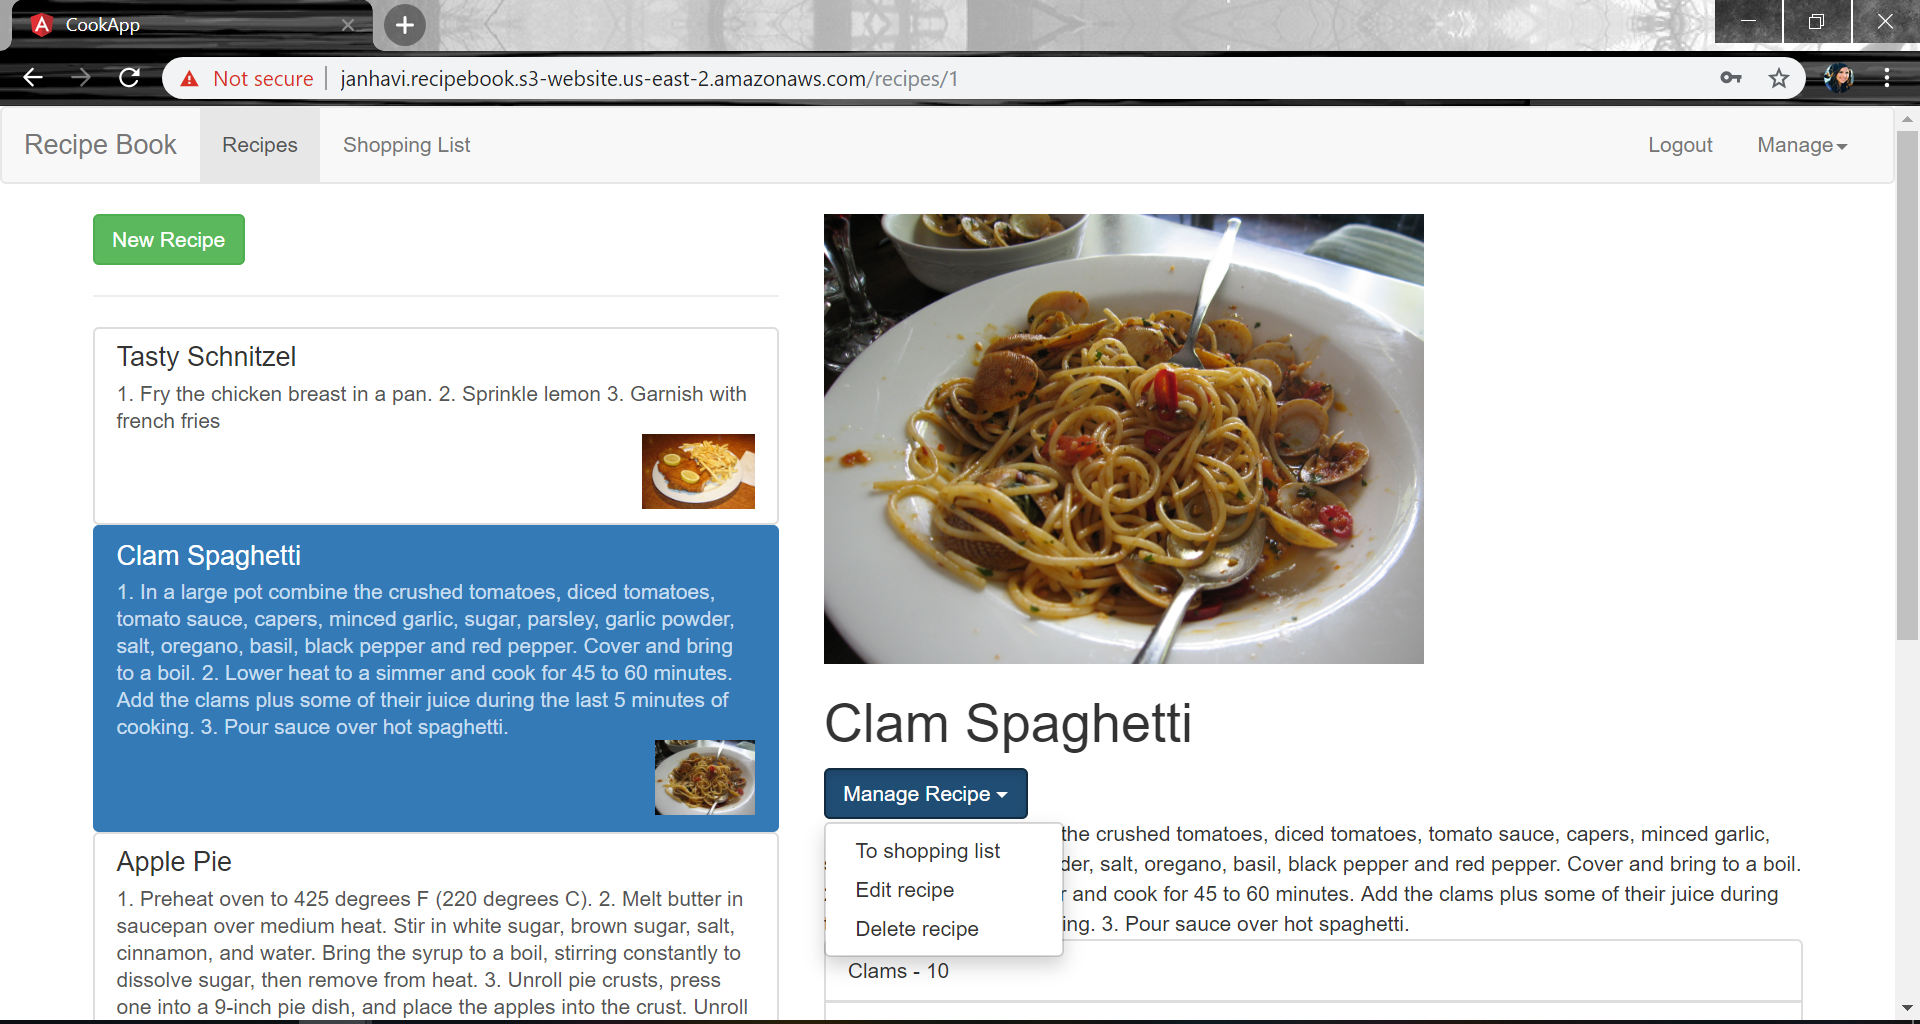 CookApp
Not secure
janhavi.recipebook.s3-website.us-east-2.amazonaws.com/recipes/1
Recipe Book
Recipes
Shopping List
Logout
Manage
New Recipe
Tasty Schnitzel
1. Fry the chicken breast in a pan. 2. Sprinkle lemon 3. Garnish with
french fries
Clam Spaghetti
1. In a large pot combine the crushed tomatoes, diced tomatoes,
tomato sauce, capers, minced garlic, sugar, parsley, garlic powder,
salt, oregano, basil, black pepper and red pepper. Cover and bring
to a boil. 2. Lower heat to a simmer and cook for 45 to 60 minutes.
Add the clams plus some of their juice during the last 5 minutes of
cooking. 3. Pour sauce over hot spaghetti.
Apple Pie
1. Preheat oven to 425 degrees F (220 degrees C). 2. Melt butter in
saucepan over medium heat. Stir in white sugar, brown sugar, salt,
cinnamon, and water. Bring the syrup to a boil, stirring constantly to
dissolve sugar, then remove from heat. 3. Unroll pie crusts, press
one into a 9-inch pie dish, and place the apples into the crust. Unroll
Clam Spaghetti
Manage Recipe
To shopping list
Edit recipe
Delete recipe
the crushed tomatoes, diced tomatoes, tomato sauce, capers, minced garlic,
der, salt, oregano, basil, black pepper and red pepper. Cover and bring to a boil.
and cook for 45 to 60 minutes. Add the clams plus some of their juice during
ing. 3. Pour sauce over hot spaghetti.
Clams - 10